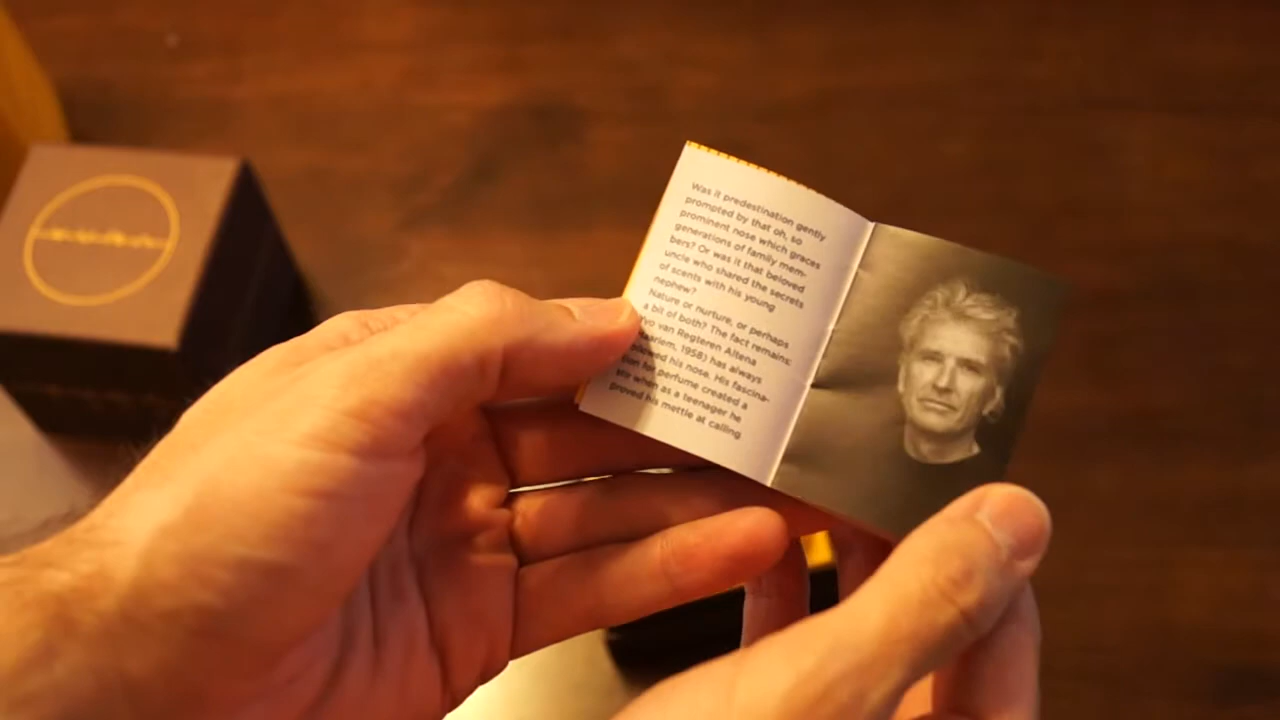 Was it predestination gently
prompted by that oh, so
prominent nose which graces
generations of family mem-
bers? Or was it that beloved
uncle who shared the secrets
of scents with his young
nephew?
Nature or nurture, or perhaps
a bit of both? The fact remains:
van Regteren Altena
1958) has always
his nose. His fascina-
for perfume created a
when as a teenager he
proved his mettle at calling